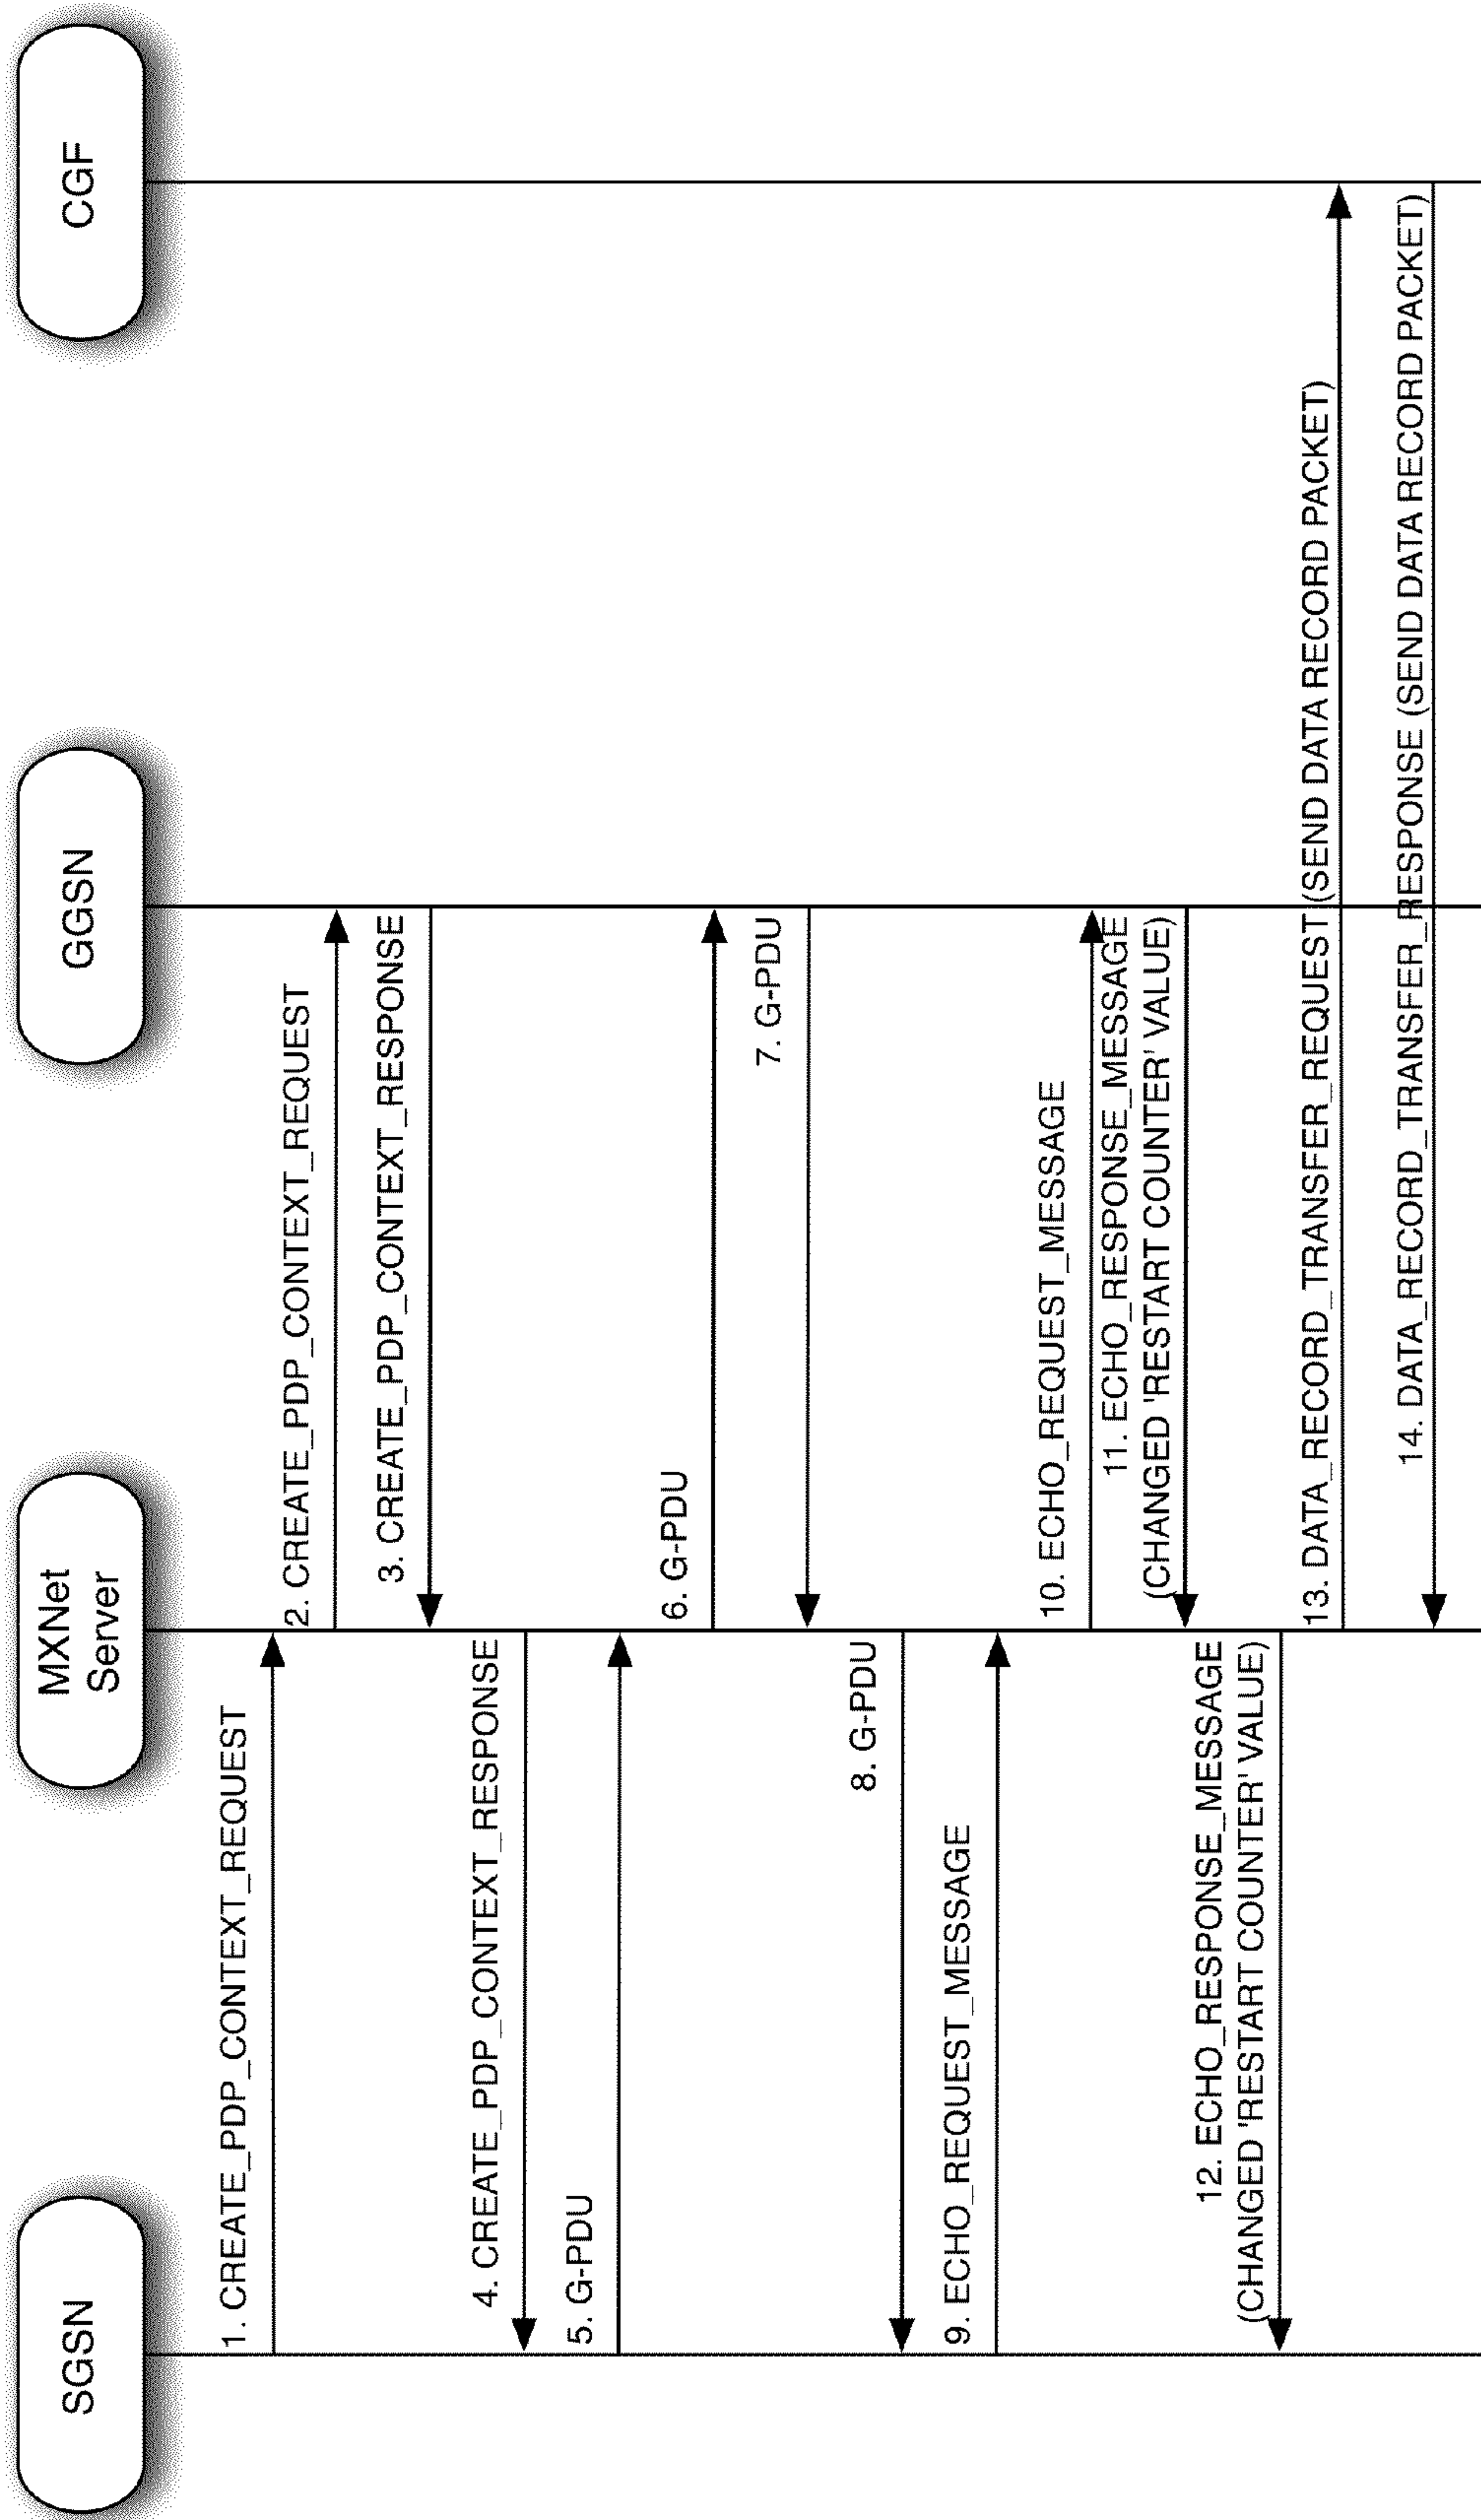 SGSN
MXNet
Server
GGSN
CGF
1. CREATE_PDP_CONTEXT_REQUEST
2. CREATE_PDP_CONTEXT_REQUEST
3. CREATE_PDP_CONTEXT_RESPONSE
4. CREATE_PDP_CONTEXT_RESPONSE
5. G-PDU
6. G-PDU
7. G-PDU
8. G-PDU
9. ECHO_REQUEST_MESSAGE
10. ECHO_REQUEST_MESSAGE
11. ECHO_RESPONSE_MESSAGE
(CHANGED 'RESTART COUNTER' VALUE)
12. ECHO_RESPONSE_MESSAGE
(CHANGED 'RESTART COUNTER' VALUE)
13. DATA_RECORD_TRANSFER_REQUEST (SEND DATA RECORD PACKET)
14. DATA_RECORD_TRANSFER_RESPONSE (SEND DATA RECORD PACKET)